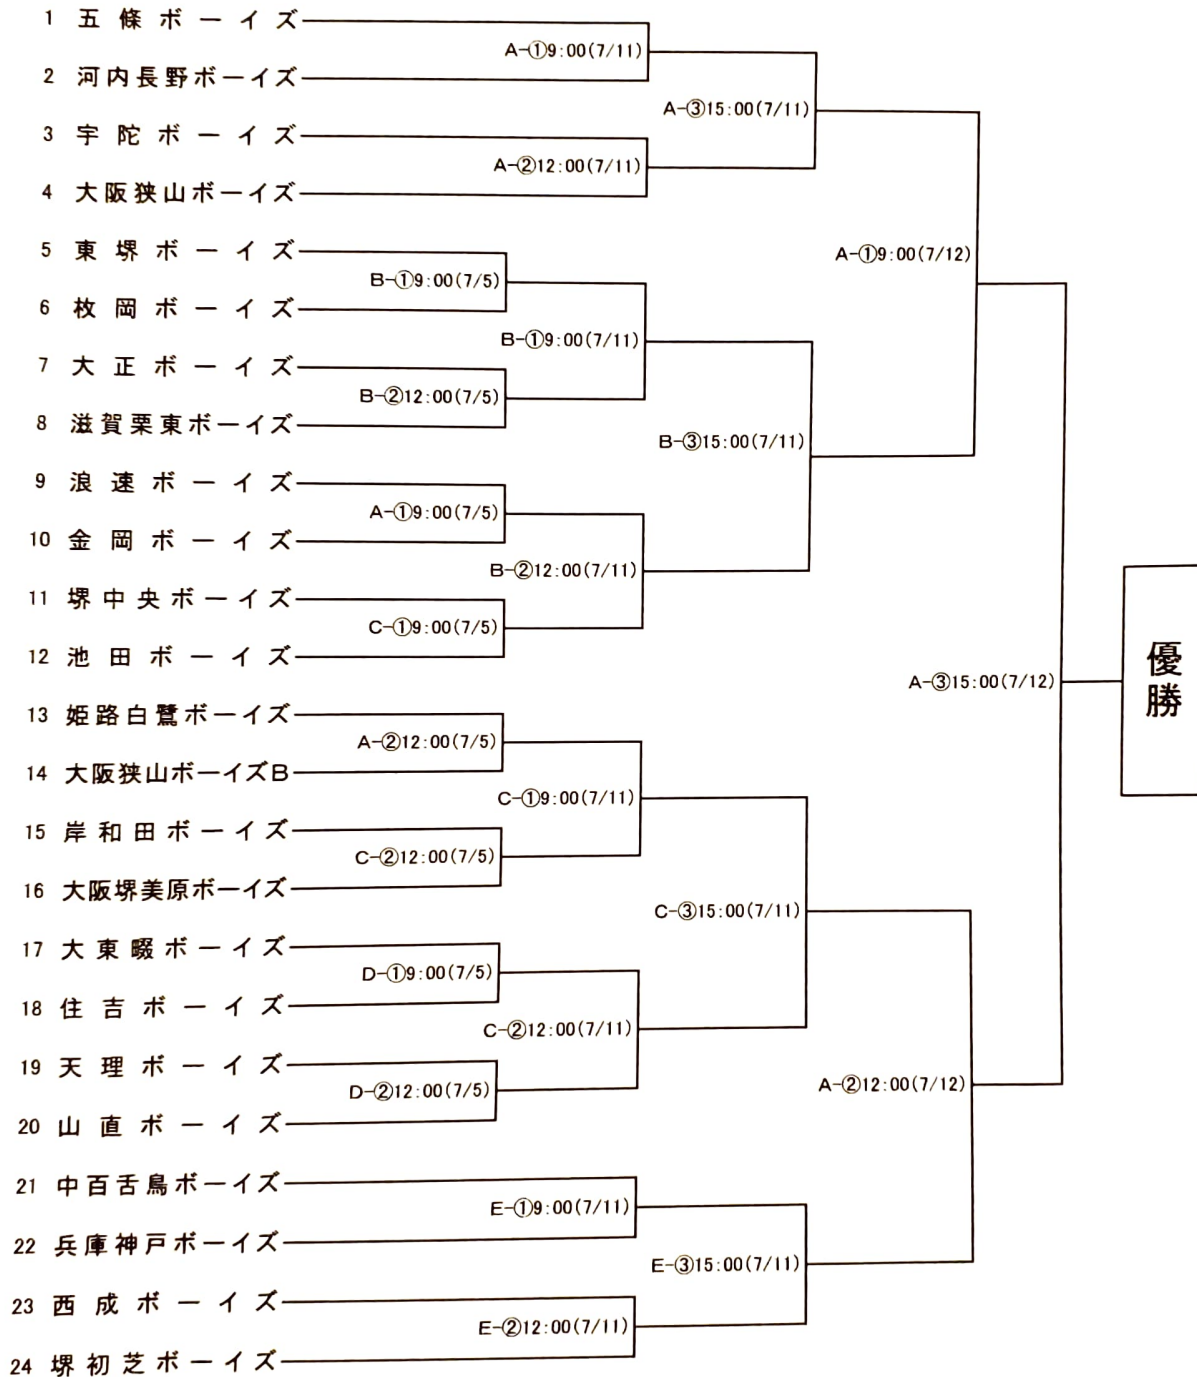 1 五條ボーイズ
A-①9:00(7/11)
2 河内長野ボーイズ
A-③15:00(7/11)
3 宇陀ボーイズ
A-②12:00(7/11)
4 大阪狭山ボーイズ
5 東堺ボーイズ
A-①9:00(7/12)
B-①9:00(7/5)
6 枚岡ボーイズ
B-①9:00(7/11)
7 大正ボーイズ
B-②12:00(7/5)
8 滋賀栗東ボーイズ
B-③15:00(7/11)
9 浪速ボーイズ
A-①9:00(7/5)
10 金岡ボーイズ
B-②12:00(7/11)
11 堺中央ボーイズ
C-①9:00(7/5)
12 池田ボーイズ
A-③15:00(7/12)
優勝
13 姫路白鷺ボーイズ
A-②12:00(7/5)
14 大阪狭山ボーイズB
C-①9:00(7/11)
15 岸和田ボーイズ
C-②12:00(7/5)
16 大阪堺美原ボーイズ
C-③15:00(7/11)
17 大東畷ボーイズ
D-①9:00(7/5)
18 住吉ボーイズ
C-②12:00(7/11)
19 天理ボーイズ
D-②12:00(7/5)
A-②12:00(7/12)
20 山直ボーイズ
21 中百舌鳥ボーイズ
E-①9:00(7/11)
22 兵庫神戸ボーイズ
E-③15:00(7/11)
23 西成ボーイズ
E-②12:00(7/11)
24 堺初芝ボーイズ